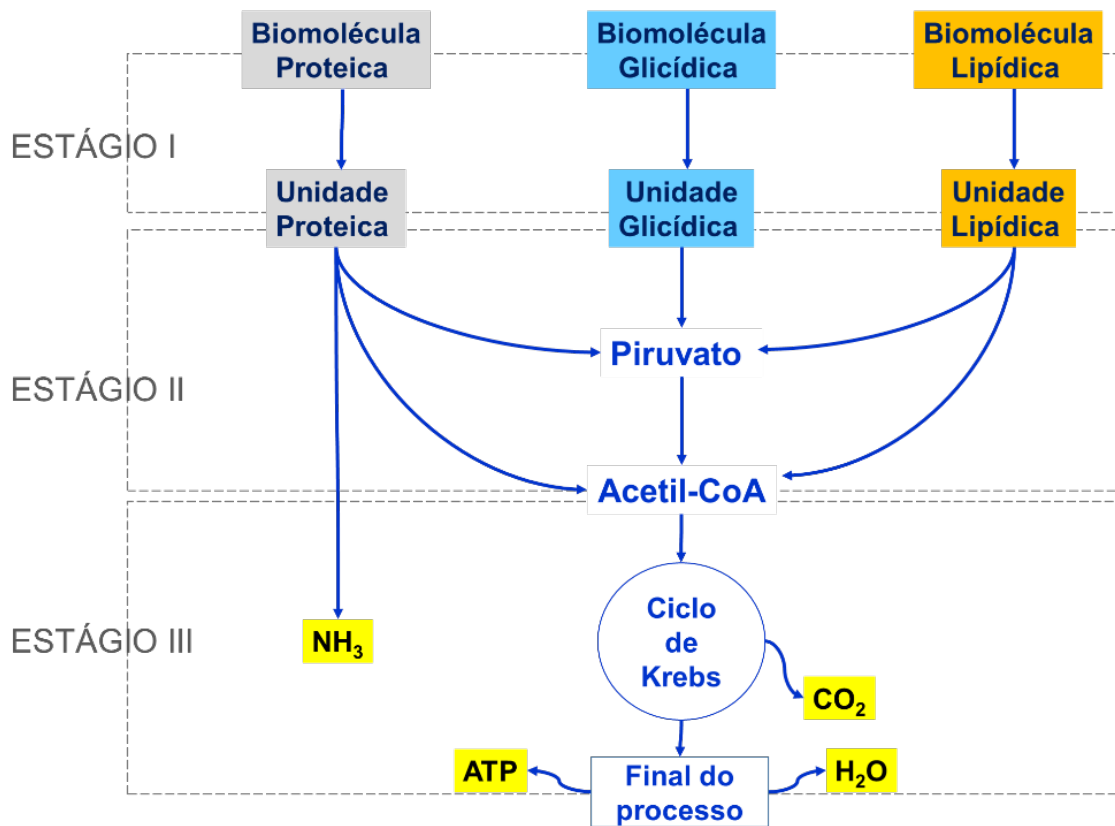 Biomolécula
Proteica
Biomolécula
Glicídica
Biomolécula
Lipídica
ESTÁGIO I
Unidade
Proteica
Unidade
Glicídica
Unidade
Lipídica
Piruvato
ESTÁGIO II
Acetil-CoA
Ciclo
de
Krebs
ESTÁGIO III
NH₃
CO₂
ATP
Final do
processo
H₂O